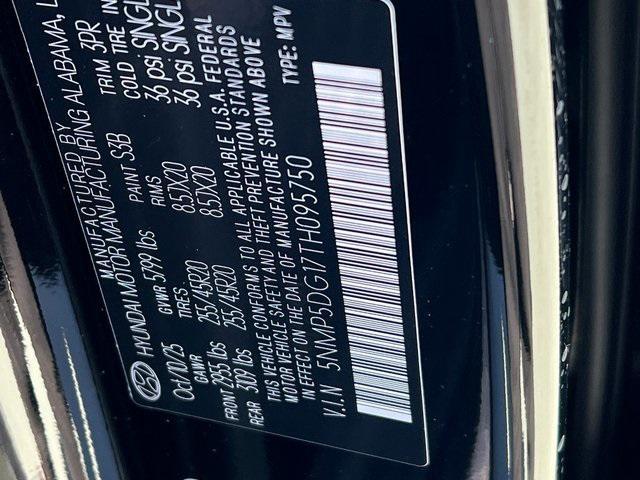 MANUFACTURED BY
HYUNDAI MOTOR MANUFACTURING ALABAMA, L
Oct/10/25 GVWR 5799 lbs PAINT S3B TRIM 3PR
GAWR TIRES RIMS COLD TIRE IN
FRONT 2915 lbs 255/45R20 8.5JX20 36 psi SINGL
REAR 3109 lbs 255/45R20 8.5JX20 36 psi SINGL
THIS VEHICLE CONFORMS TO ALL APPLICABLE U.S.A. FEDERAL
MOTOR VEHICLE SAFETY AND THEFT PREVENTION STANDARDS
IN EFFECT ON THE DATE OF MANUFACTURE SHOWN ABOVE
V.I.N 5NMP5DG17TH095750 TYPE: MPV